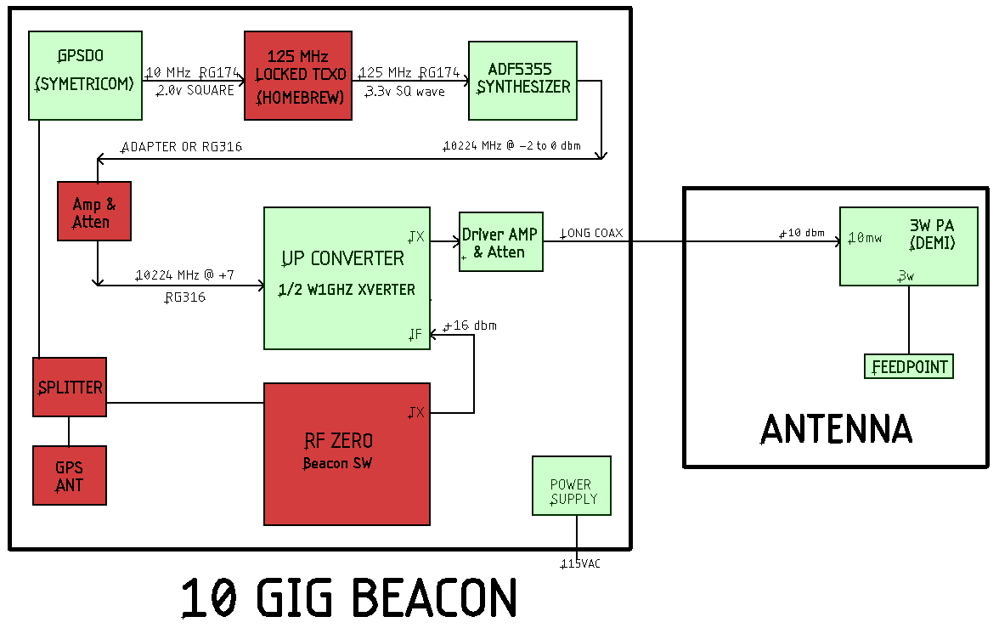 GPSDO
(SYMETRICOM)
10 MHz RG174
2.0v SQUARE
125 MHz
LOCKED TCXO
(HOMEBREW)
125 MHz RG174
3.3v SQ wave
ADF5355
SYNTHESIZER
ADAPTER OR RG316
10224 MHz @ -2 to 0 dbm
Amp &
Atten
10224 MHz @ +7
RG316
TX
UP CONVERTER
1/2 W1GHZ XVERTER
IF
Driver AMP
& Atten
LONG COAX
+10 dbm
10mw
3W PA
(DEMI)
3w
FEEDPOINT
ANTENNA
+16 dbm
SPLITTER
GPS
ANT
TX
RF ZERO
Beacon SW
POWER
SUPPLY
115VAC
10 GIG BEACON